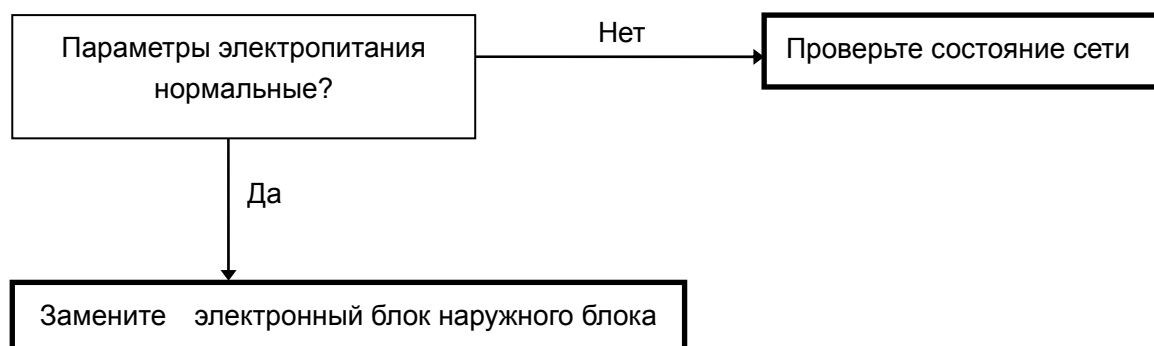 Параметры электропитания
нормальные?
Нет
Проверьте состояние сети
Да
Замените электронный блок наружного блока